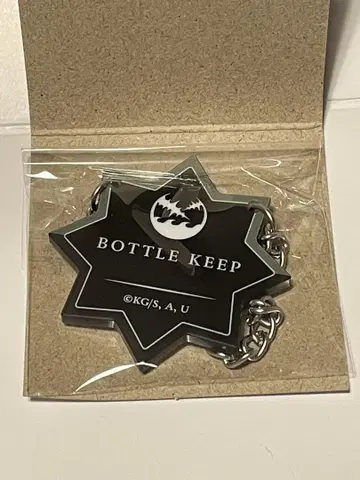 BOTTLE KEEP
©KG/S, A, U